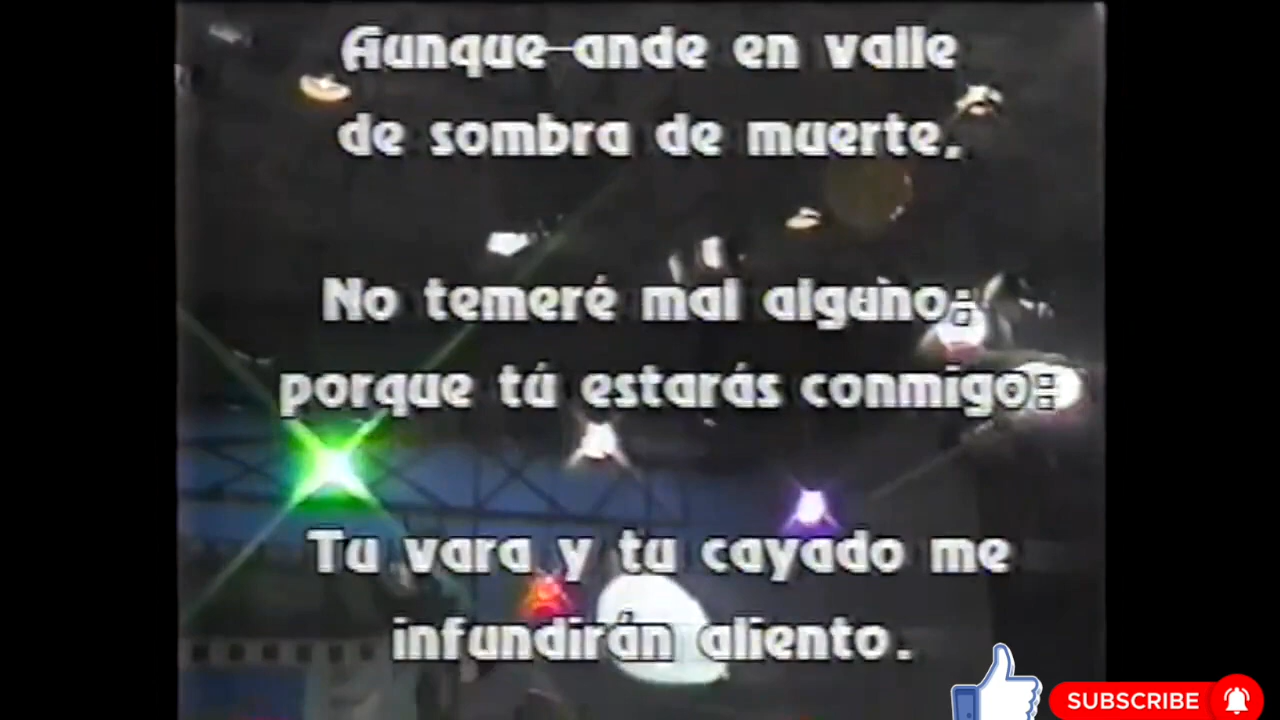 Aunque ande en valle
de sombra de muerte,
No temeré mal alguno;
porque tú estarás conmigo:
Tu vara y tu cayado me
infundirán aliento.
SUBSCRIBE